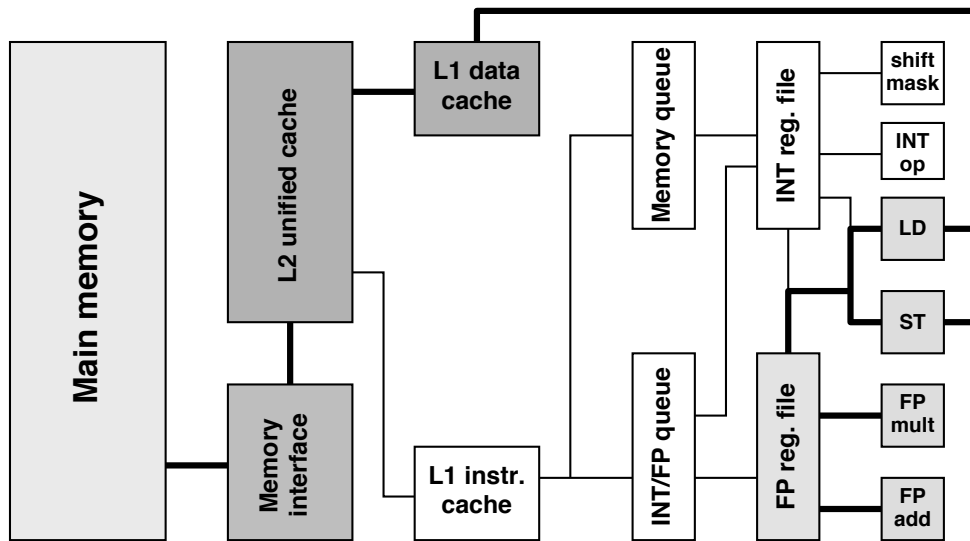 Main memory
L2 unified cache
Memory
interface
L1 data
cache
L1 instr.
cache
Memory queue
INT/FP queue
INT reg. file
FP reg. file
shift
mask
INT
op
LD
ST
FP
mult
FP
add